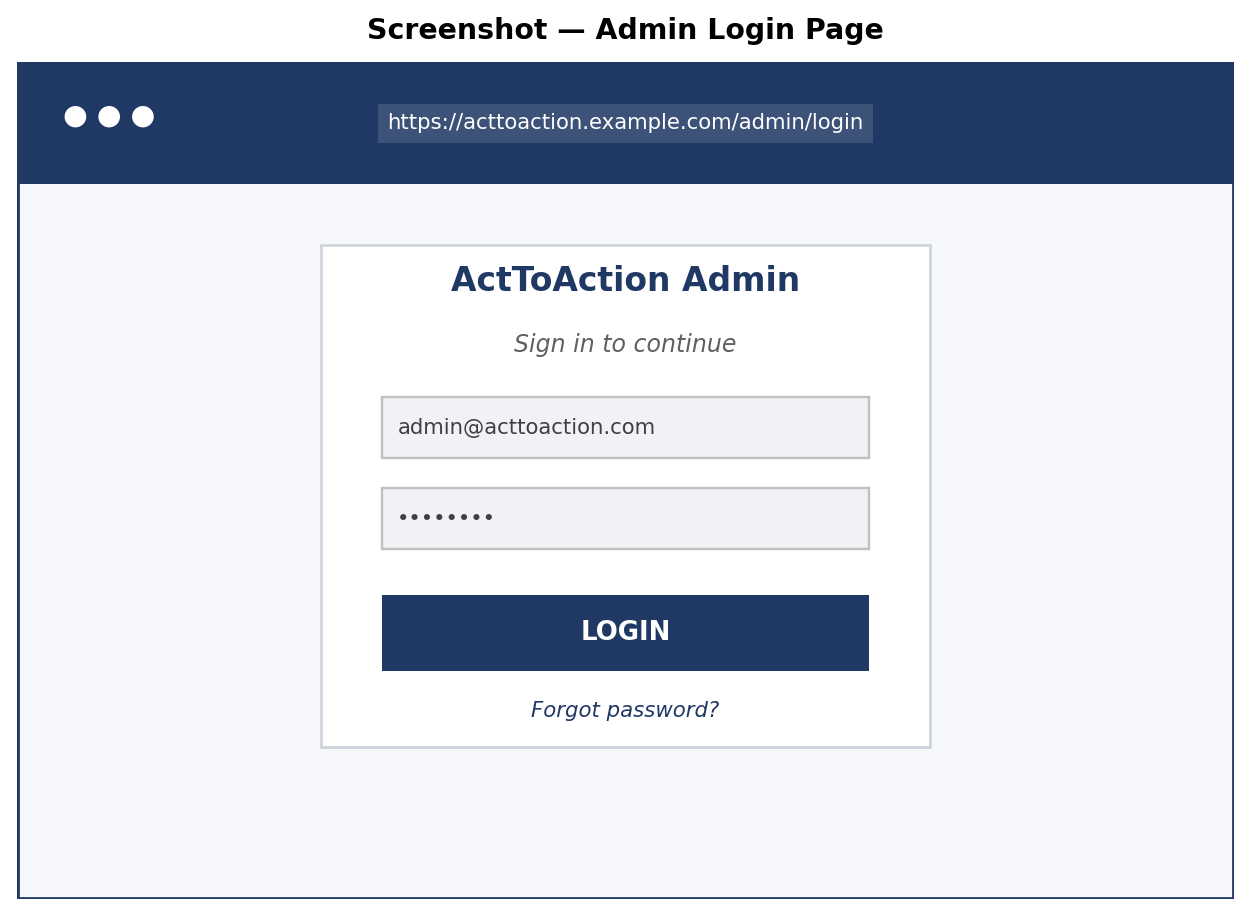 Screenshot — Admin Login Page
https://acttoaction.example.com/admin/login
ActToAction Admin
Sign in to continue
admin@acttoaction.com
••••••••
LOGIN
Forgot password?